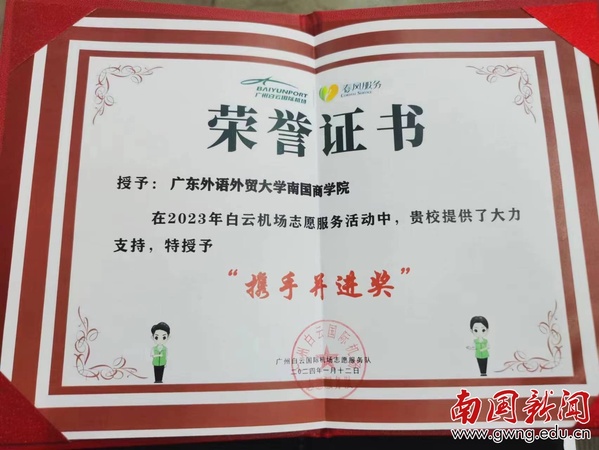 BAIYUNPORT
广州白云国际机场
春风服务
荣誉证书
授予：广东外语外贸大学南国商学院
在2023年白云机场志愿服务活动中，贵校提供了大力
支持，特授予
“携手并进奖”
广州白云国际机场志愿服务队
二〇二四年一月十二日
南国新闻
www.gwng.edu.cn